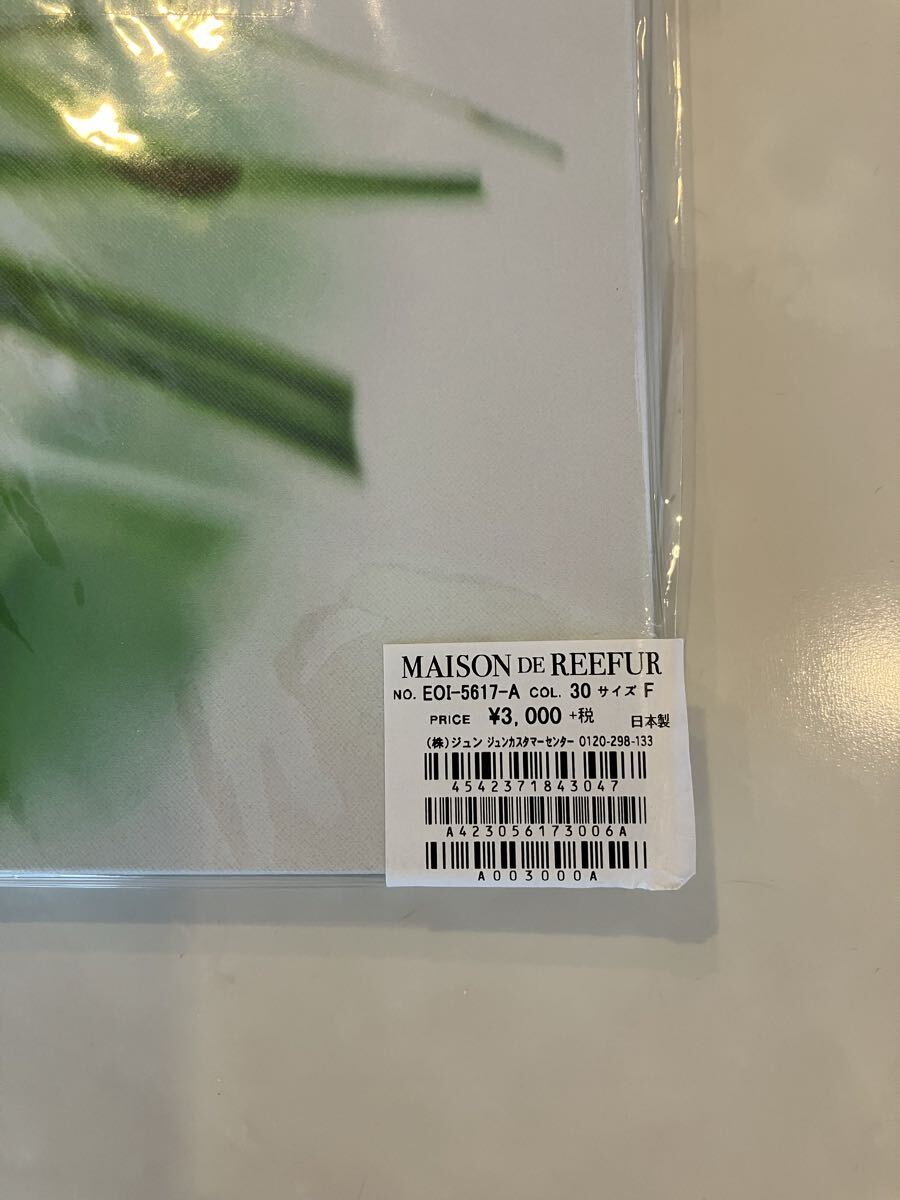 MAISON DE REEFUR
NO. EOI-5617-A COL. 30 サイズ F
PRICE ¥3,000 +税 日本製
(株)ジュン ジュンカスタマーセンター 0120-298-133
4542371843047
A423056173006A
A003000A